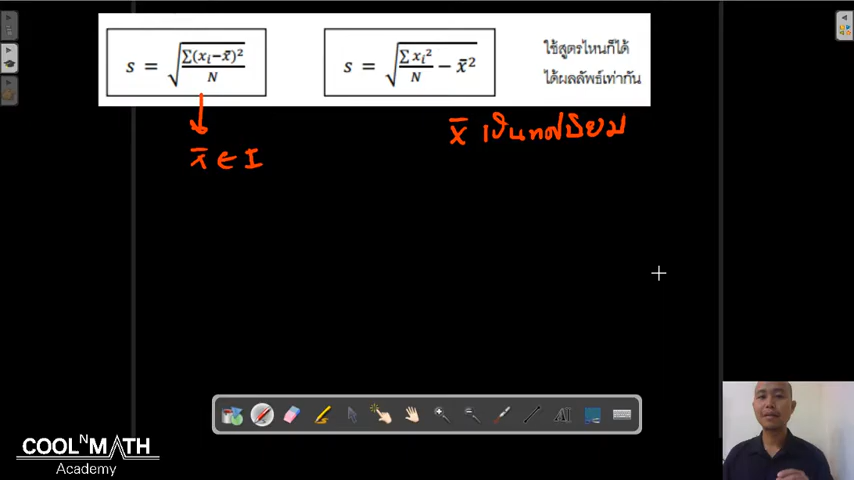 s = √(Σ(xᵢ−x̄)²/N)
s = √(Σxᵢ²/N − x̄²)
ใช้สูตรไหนก็ได้
ได้ผลลัพธ์เท่ากัน
x̄ เป็นทศนิยม
x̄ ∈ I
COOL N MATH
Academy